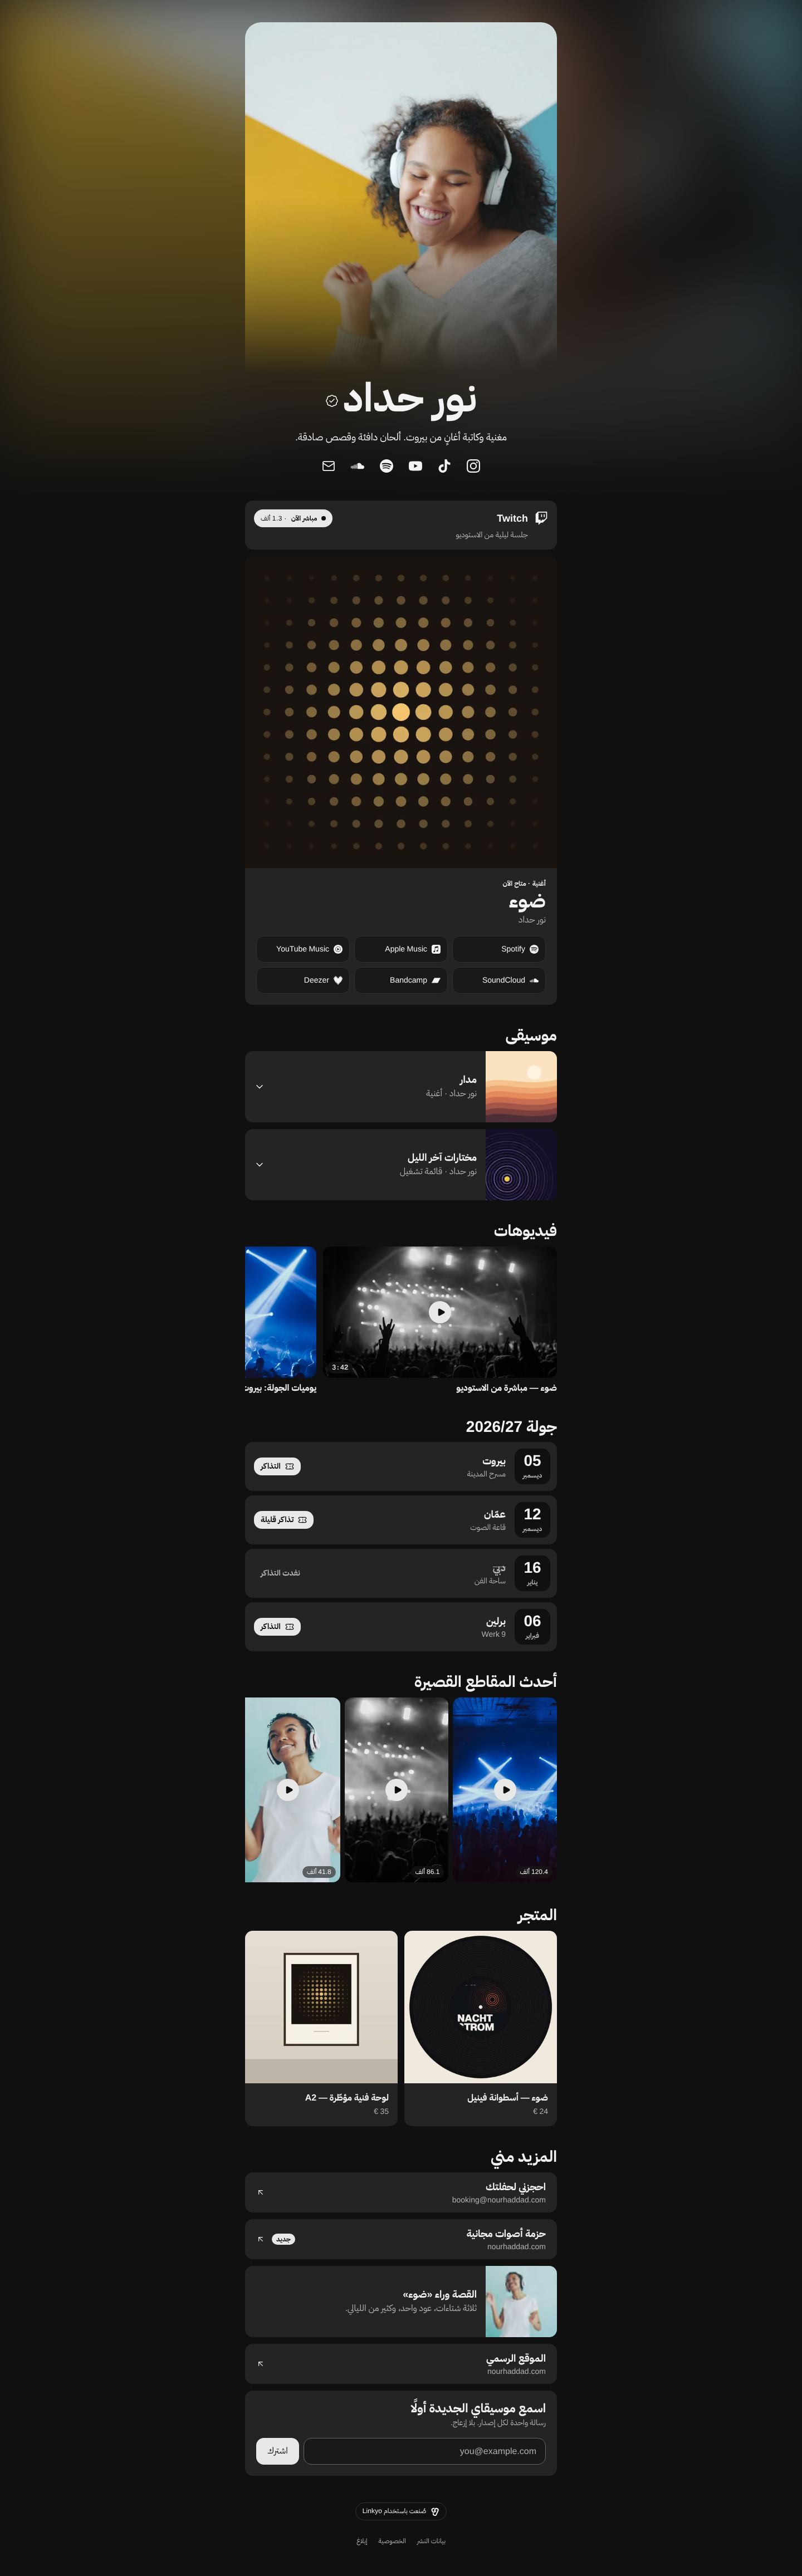 نور حداد
مغنية وكاتبة أغانٍ من بيروت. ألحان دافئة وقصص صادقة.
Twitch
مباشر الآن · 1.3 ألف
جلسة ليلية من الاستوديو
أغنية · متاح الآن
ضوء
نور حداد
Spotify
Apple Music
YouTube Music
SoundCloud
Bandcamp
Deezer
موسيقى
مدار
نور حداد · أغنية
مختارات آخر الليل
نور حداد · قائمة تشغيل
فيديوهات
3:42
ضوء — مباشرة من الاستوديو
يوميات الجولة: بيروت
جولة 2026/27
05
ديسمبر
بيروت
مسرح المدينة
التذاكر
12
ديسمبر
عمّان
قاعة الصوت
تذاكر قليلة
16
يناير
دبي
ساحة الفن
نفدت التذاكر
06
فبراير
برلين
Werk 9
التذاكر
أحدث المقاطع القصيرة
120.4 ألف
86.1 ألف
41.8 ألف
المتجر
NACHT
STROM
ضوء — أسطوانة فينيل
24 €
لوحة فنية مؤطّرة — A2
35 €
المزيد مني
احجزني لحفلتك
booking@nourhaddad.com
حزمة أصوات مجانية
nourhaddad.com
جديد
القصة وراء «ضوء»
ثلاثة شتاءات، عود واحد، وكثير من الليالي.
الموقع الرسمي
nourhaddad.com
اسمع موسيقاي الجديدة أولًا
رسالة واحدة لكل إصدار. بلا إزعاج.
you@example.com
اشترك
صُنعت باستخدام Linkyo
بيانات النشر
الخصوصية
إبلاغ